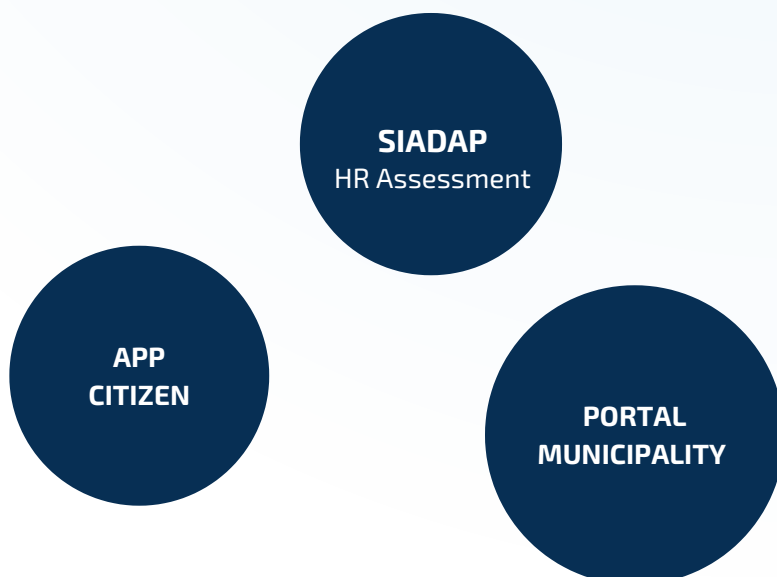 SIADAP
HR Assessment
APP
CITIZEN
PORTAL
MUNICIPALITY